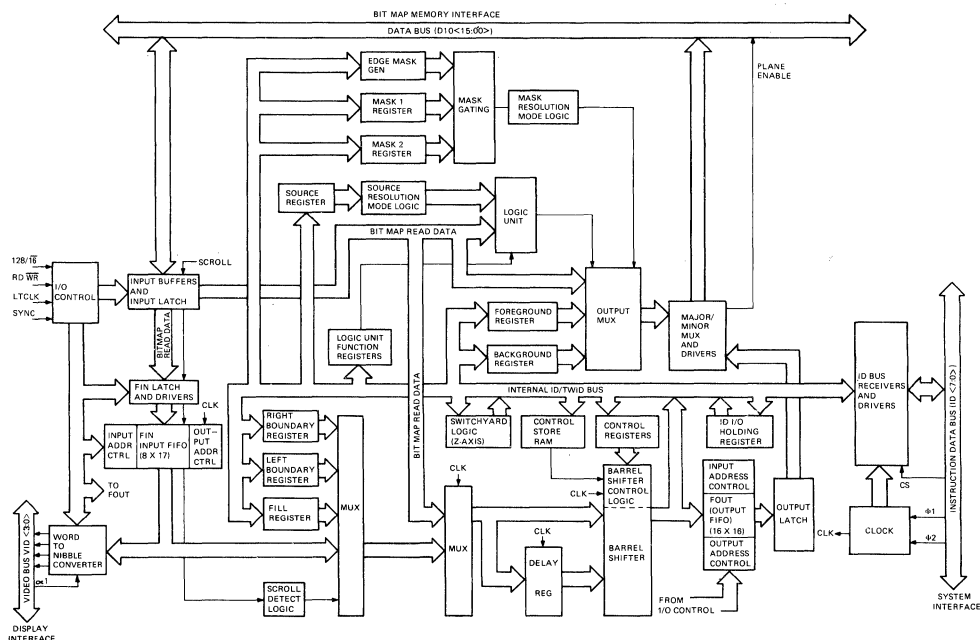 BIT MAP MEMORY INTERFACE
DATA BUS (D10<15:00>)
PLANE
ENABLE
EDGE MASK
GEN
MASK 1
REGISTER
MASK 2
REGISTER
MASK
GATING
MASK
RESOLUTION
MODE LOGIC
SOURCE
REGISTER
SOURCE
RESOLUTION
MODE LOGIC
LOGIC
UNIT
BIT MAP READ DATA
128/16
RD WR
LTCLK
SYNC
I/O
CONTROL
SCROLL
INPUT BUFFERS
AND
INPUT LATCH
BITMAP
READ DATA
LOGIC UNIT
FUNCTION
REGISTERS
FOREGROUND
REGISTER
BACKGROUND
REGISTER
OUTPUT
MUX
MAJOR/
MINOR
MUX
AND
DRIVERS
INTERNAL ID/TWID BUS
ID BUS
RECEIVERS
AND
DRIVERS
INSTRUCTION DATA BUS (ID <7:0>)
FIN LATCH
AND DRIVERS
CLK
INPUT
ADDR
CTRL
FIN
INPUT FIFO
(8 X 17)
OUT-
PUT
ADDR
CTRL
TO
FOUT
RIGHT
BOUNDARY
REGISTER
LEFT
BOUNDARY
REGISTER
FILL
REGISTER
MUX
BIT MAP READ DATA
SWITCHYARD
LOGIC
(Z-AXIS)
CONTROL
STORE
RAM
CONTROL
REGISTERS
ID I/O
HOLDING
REGISTER
CLK
MUX
CLK
BARREL
SHIFTER
CONTROL
LOGIC
BARREL
SHIFTER
CLK
DELAY
REG
INPUT
ADDRESS
CONTROL
FOUT
(OUTPUT
FIFO)
(16 X 16)
OUTPUT
ADDRESS
CONTROL
OUTPUT
LATCH
CS
CLK
CLOCK
Φ1
Φ2
VIDEO BUS VID <3:0>
WORD
TO
NIBBLE
CONVERTER
α1
SCROLL
DETECT
LOGIC
FROM
I/O CONTROL
DISPLAY
INTERFACE
SYSTEM
INTERFACE